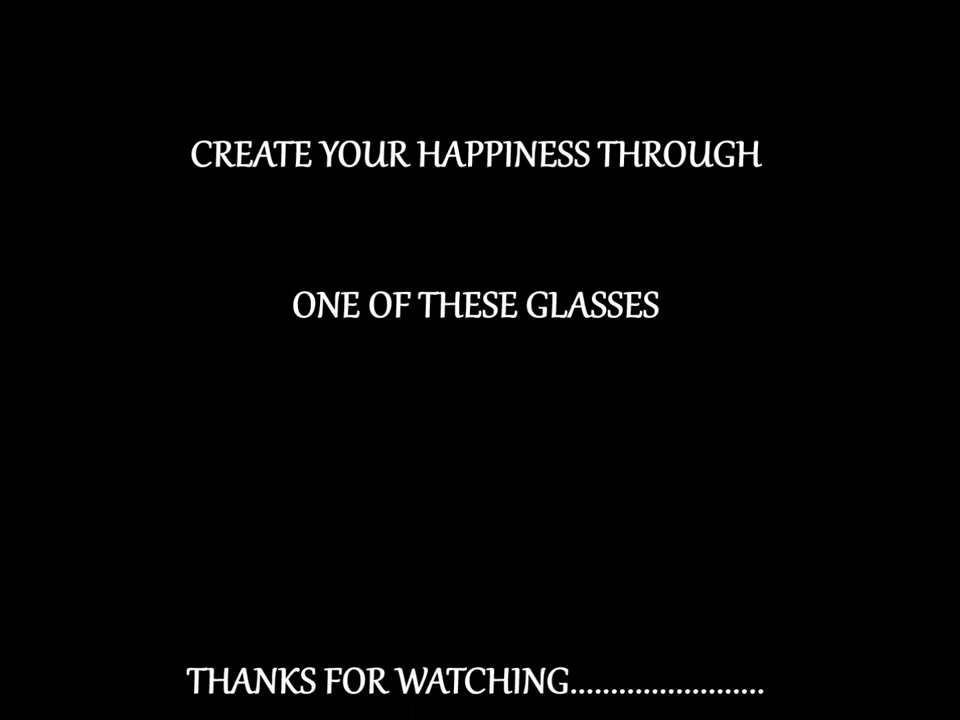 CREATE YOUR HAPPINESS THROUGH
ONE OF THESE GLASSES
THANKS FOR WATCHING........................